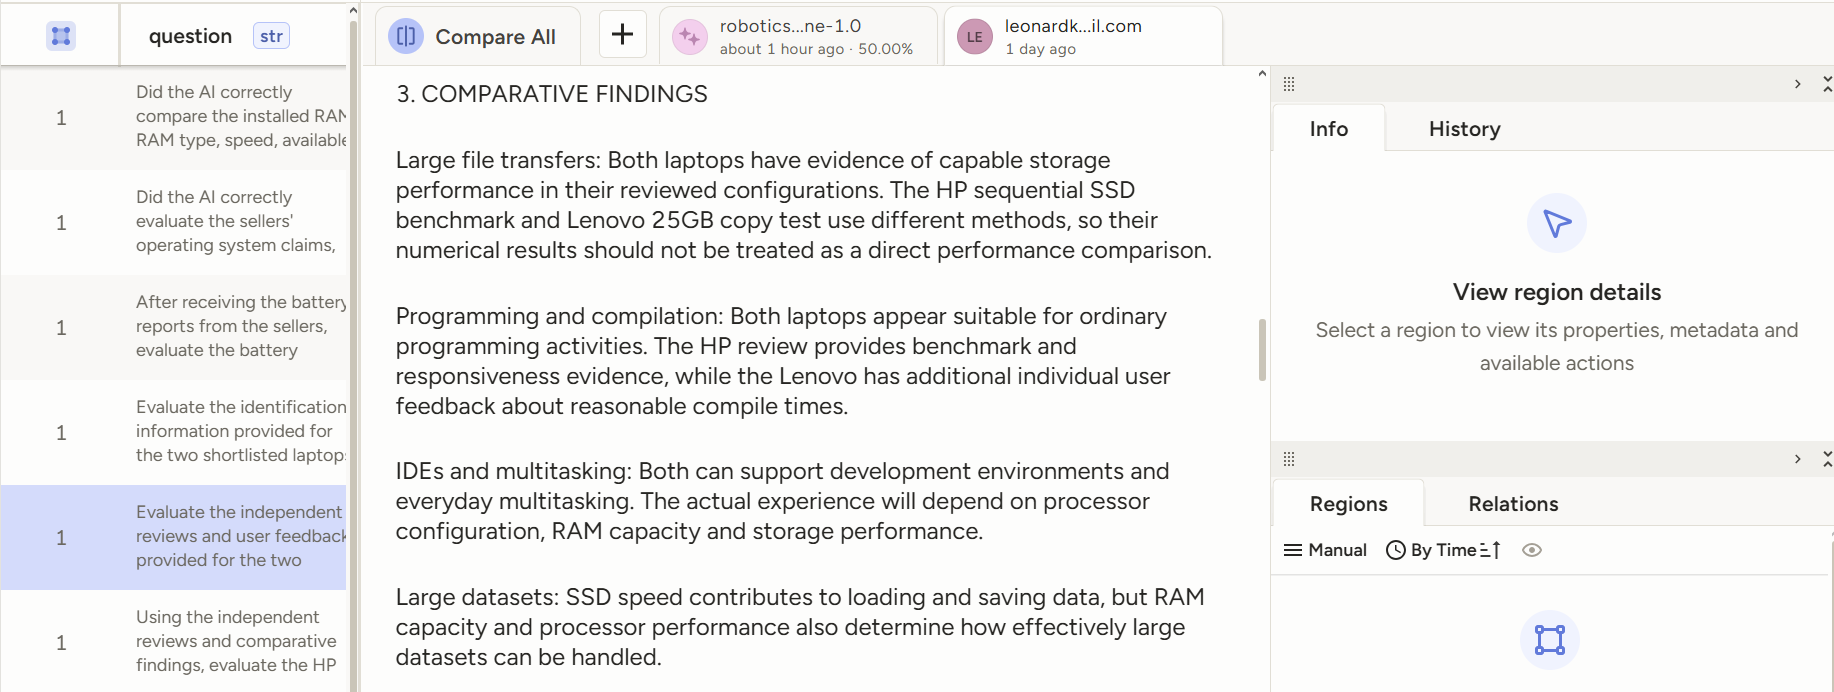 question str
Did the AI correctly
compare the installed RAM
RAM type, speed, available
1
Did the AI correctly
evaluate the sellers'
operating system claims,
1
After receiving the battery
reports from the sellers,
evaluate the battery
1
Evaluate the identification
information provided for
the two shortlisted laptops
1
Evaluate the independent
reviews and user feedback
provided for the two
1
Using the independent
reviews and comparative
findings, evaluate the HP
1
Compare All
+
robotics...ne-1.0
about 1 hour ago · 50.00%
LE
leonardk...il.com
1 day ago
3. COMPARATIVE FINDINGS
Large file transfers: Both laptops have evidence of capable storage
performance in their reviewed configurations. The HP sequential SSD
benchmark and Lenovo 25GB copy test use different methods, so their
numerical results should not be treated as a direct performance comparison.
Programming and compilation: Both laptops appear suitable for ordinary
programming activities. The HP review provides benchmark and
responsiveness evidence, while the Lenovo has additional individual user
feedback about reasonable compile times.
IDEs and multitasking: Both can support development environments and
everyday multitasking. The actual experience will depend on processor
configuration, RAM capacity and storage performance.
Large datasets: SSD speed contributes to loading and saving data, but RAM
capacity and processor performance also determine how effectively large
datasets can be handled.
Info History
View region details
Select a region to view its properties, metadata and
available actions
Regions Relations
Manual By Time